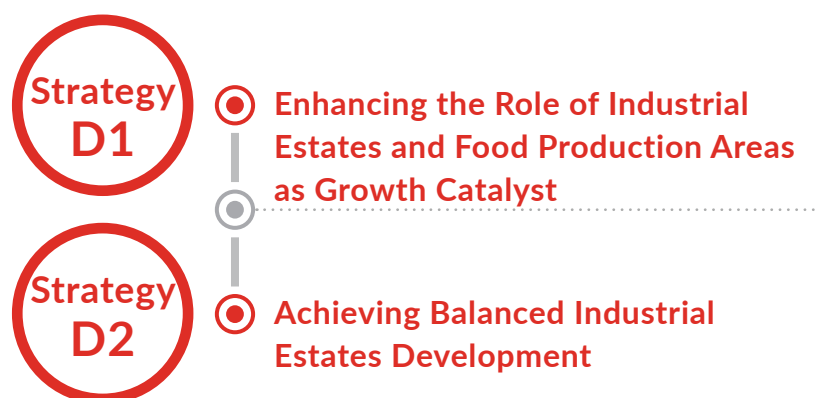 Strategy
D1
Enhancing the Role of Industrial
Estates and Food Production Areas
as Growth Catalyst
Strategy
D2
Achieving Balanced Industrial
Estates Development